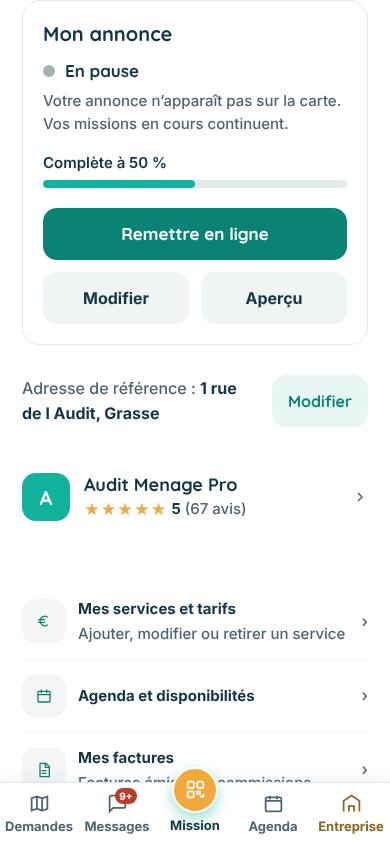 Mon annonce
En pause
Votre annonce n’apparaît pas sur la carte.
Vos missions en cours continuent.
Complète à 50 %
Remettre en ligne
Modifier
Aperçu
Adresse de référence : 1 rue
de l Audit, Grasse
Modifier
A
Audit Menage Pro
★★★★★ 5 (67 avis)
Mes services et tarifs
Ajouter, modifier ou retirer un service
Agenda et disponibilités
Mes factures
9+
Demandes
Messages
Mission
Agenda
Entreprise